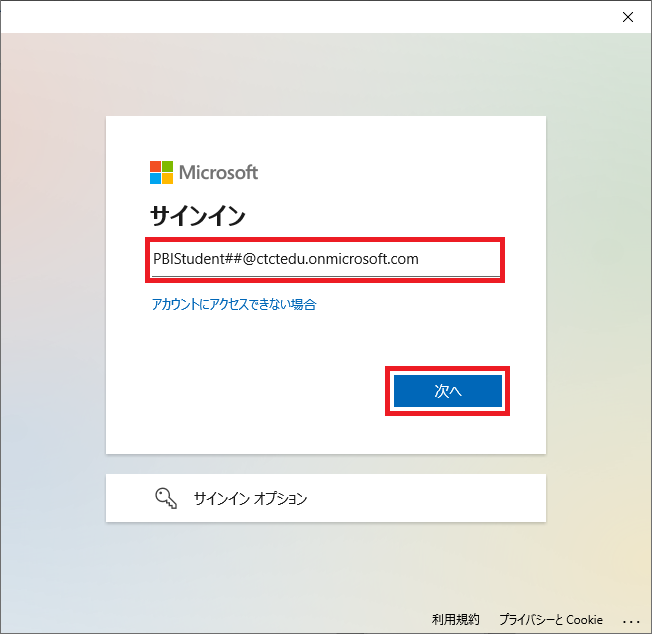 Microsoft
サインイン
PBIStudent##@ctctedu.onmicrosoft.com
アカウントにアクセスできない場合
次へ
サインイン オプション
利用規約 プライバシーと Cookie ...